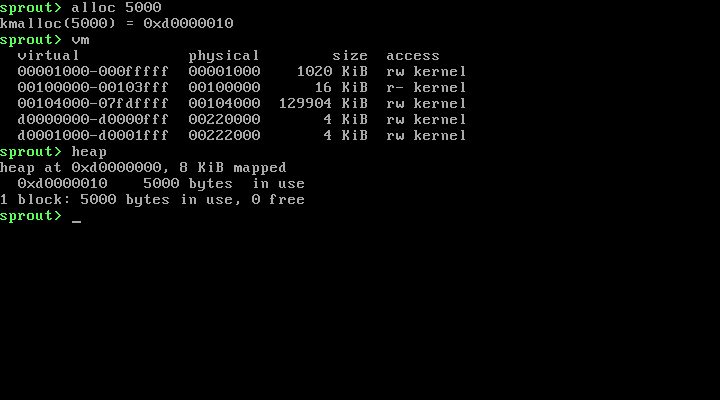 sprout> alloc 5000
kmalloc(5000) = 0xd0000010
sprout> vm
  virtual            physical        size  access
  00001000-000fffff  00001000    1020 KiB  rw kernel
  00100000-00103fff  00100000      16 KiB  r- kernel
  00104000-07fdffff  00104000  129904 KiB  rw kernel
  d0000000-d0000fff  00220000       4 KiB  rw kernel
  d0001000-d0001fff  00222000       4 KiB  rw kernel
sprout> heap
heap at 0xd0000000, 8 KiB mapped
  0xd0000010    5000 bytes  in use
1 block: 5000 bytes in use, 0 free
sprout> _